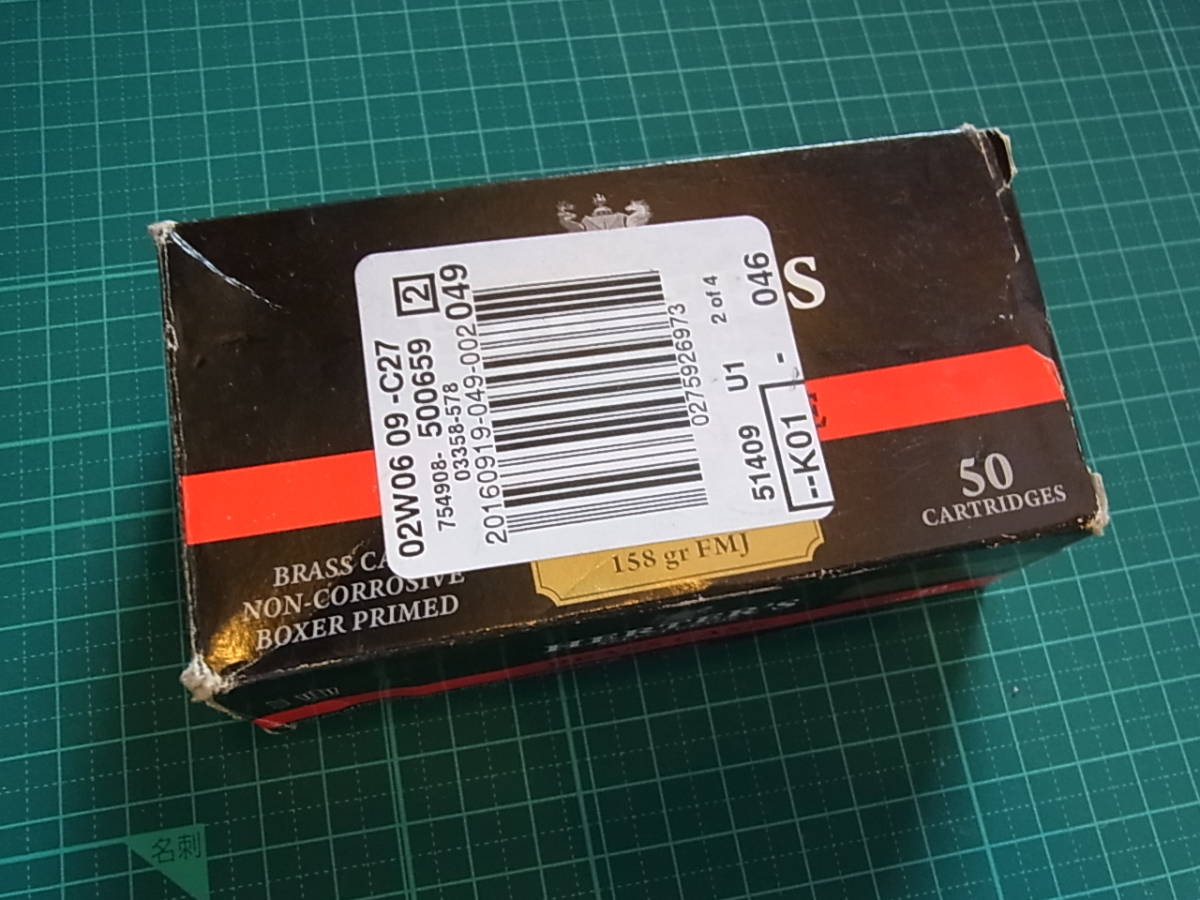 S
50
CARTRIDGES
02W06 09 -C27 2
754908- 500659
03358-578
20160919-049-002 049
0275926973
2 of 4
51409 U1 046
--K01 -
BRASS
NON-CORROSIVE
BOXER PRIMED
158 gr FMJ
HERTER'S
名刺